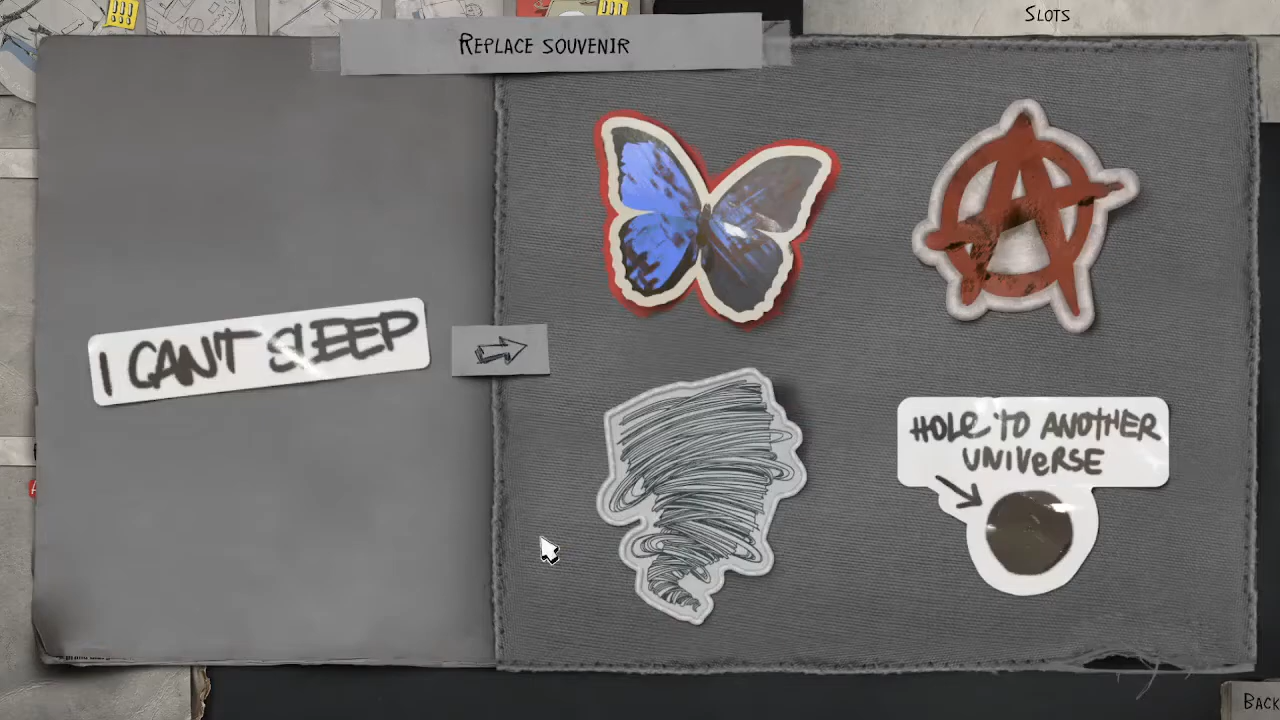 SLOTS
REPLACE SOUVENIR
I CAN'T SLEEP
HOLE TO ANOTHER
UNIVERSE
BACK